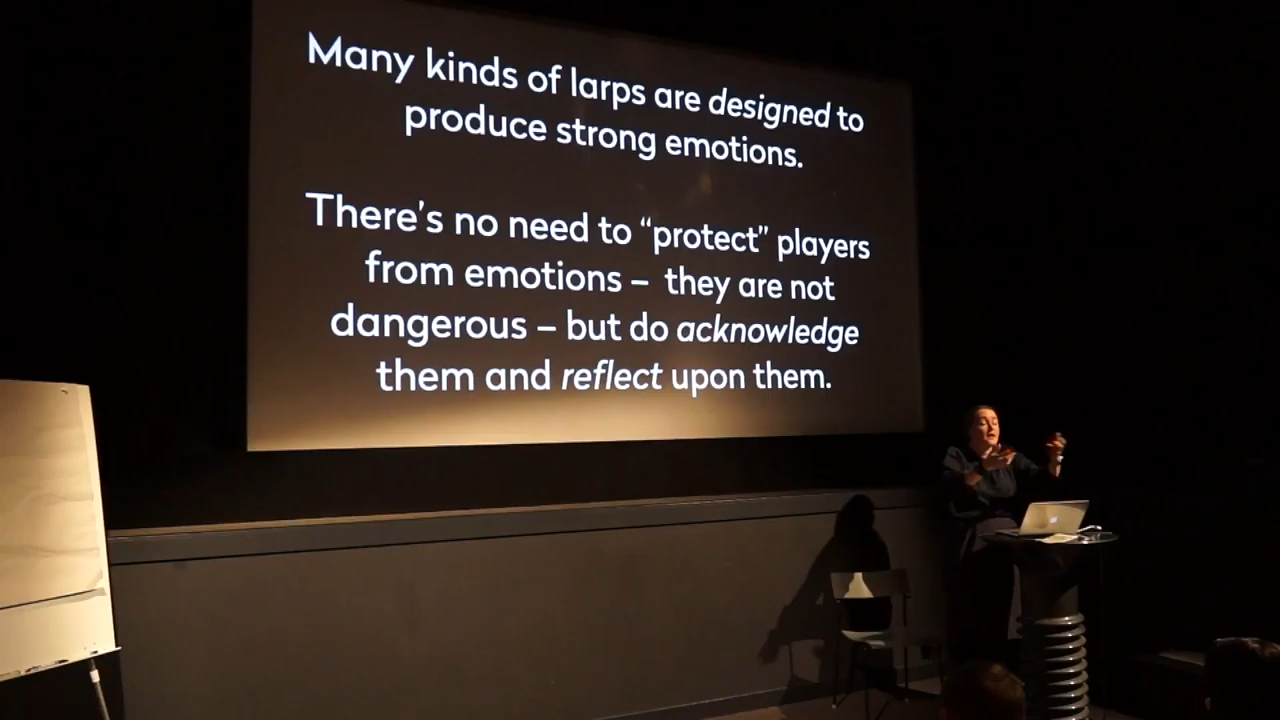 Many kinds of larps are designed to
produce strong emotions.
There's no need to “protect” players
from emotions – they are not
dangerous – but do acknowledge
them and reflect upon them.